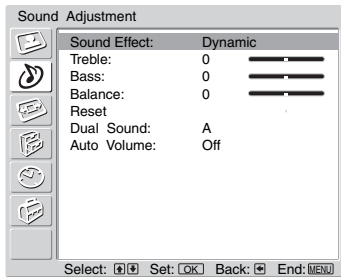 Sound Adjustment
Sound Effect: Dynamic
Treble: 0
Bass: 0
Balance: 0
Reset
Dual Sound: A
Auto Volume: Off
Select: Set: OK Back: End: MENU